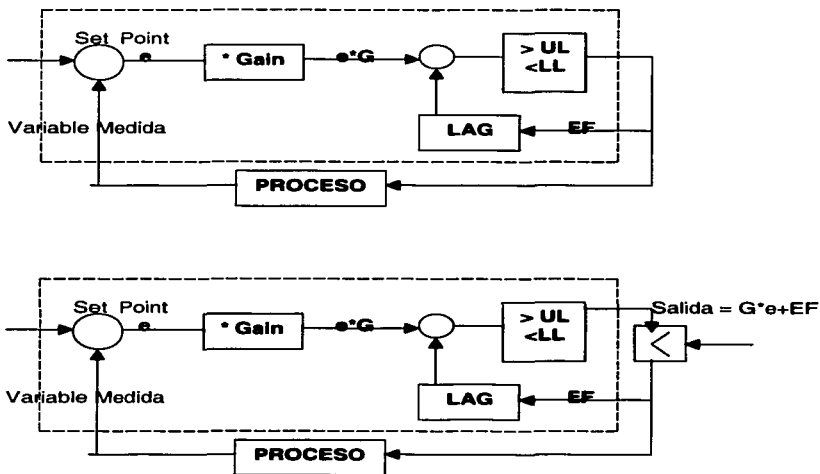 Set Point
e
* Gain
e*G
> UL
<LL
Variable Medida
LAG
EF
PROCESO
Set Point
e
* Gain
e*G
> UL
<LL
Salida = G*e+EF
<
Variable Medida
LAG
EF
PROCESO